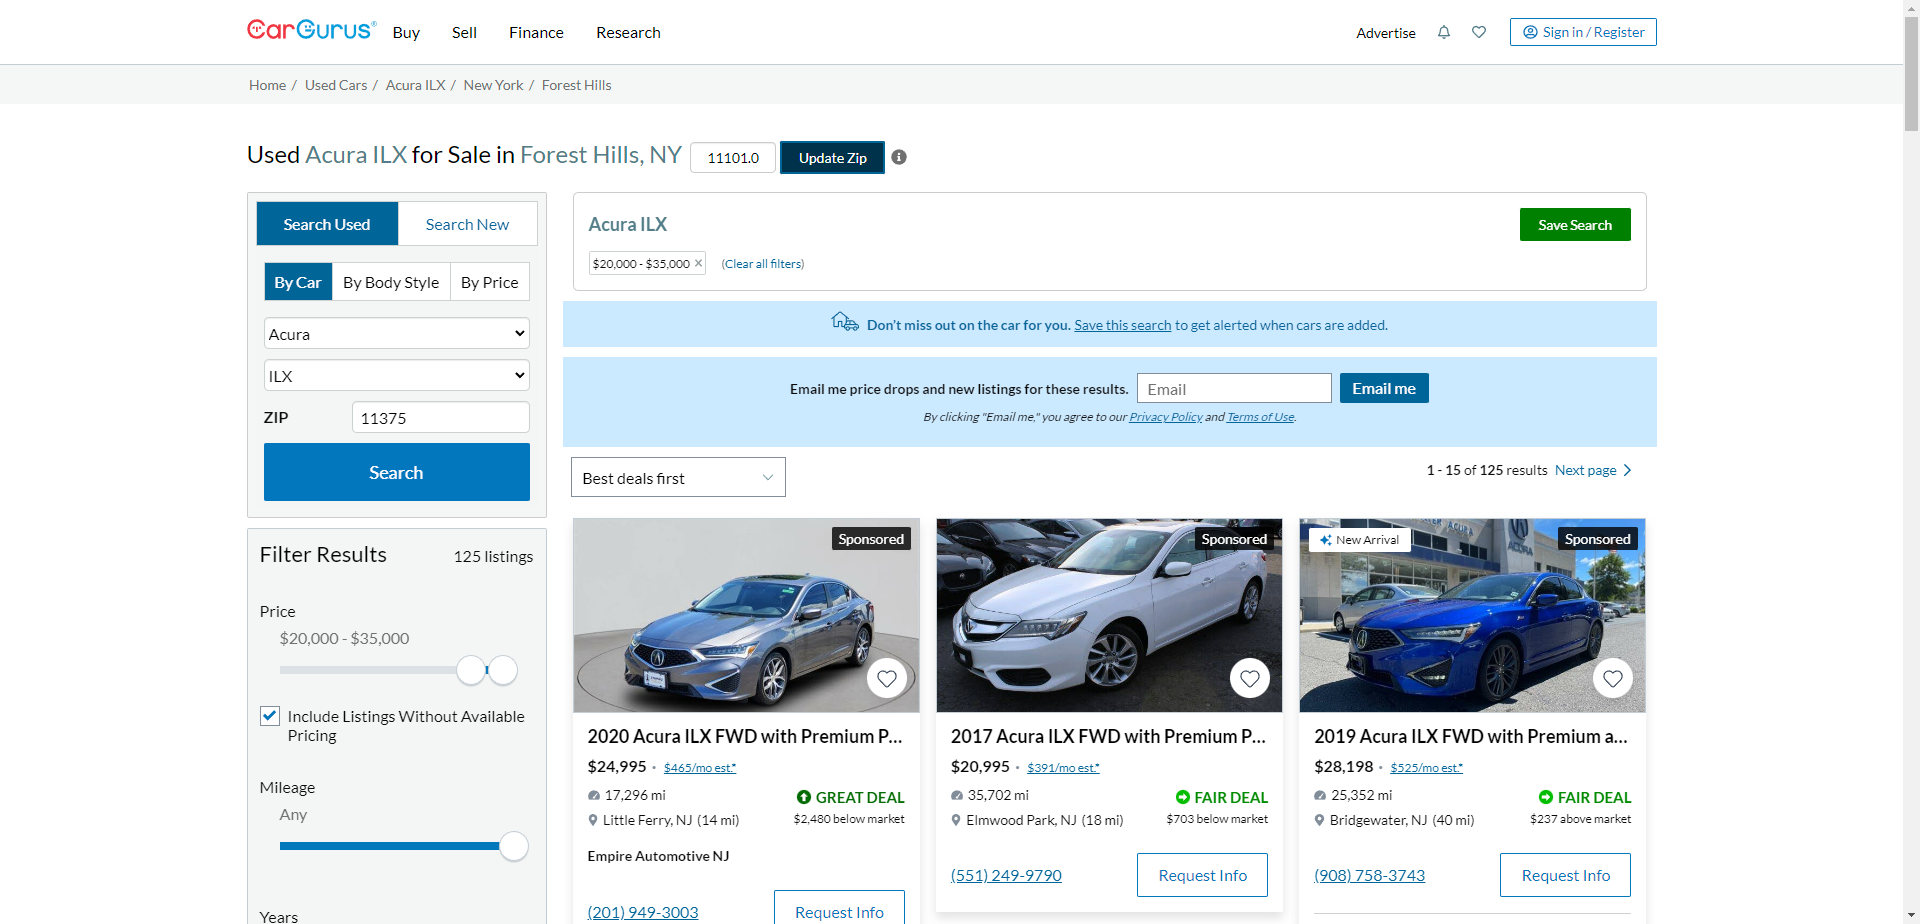 CarGurus
Buy
Sell
Finance
Research
Advertise
Sign in / Register
Home / Used Cars / Acura ILX / New York / Forest Hills
Used Acura ILX for Sale in Forest Hills, NY
11101.0
Update Zip
Search Used
Search New
By Car
By Body Style
By Price
Acura
ILX
ZIP
11375
Search
Filter Results
125 listings
Price
$20,000 - $35,000
Include Listings Without Available
Pricing
Mileage
Any
Years
Acura ILX
Save Search
$20,000 - $35,000 ×
(Clear all filters)
Don't miss out on the car for you. Save this search to get alerted when cars are added.
Email me price drops and new listings for these results.
Email
Email me
By clicking "Email me," you agree to our Privacy Policy and Terms of Use.
Best deals first
1 - 15 of 125 results
Next page
Sponsored
2020 Acura ILX FWD with Premium P...
$24,995 · $465/mo est.*
17,296 mi
GREAT DEAL
Little Ferry, NJ (14 mi)
$2,480 below market
Empire Automotive NJ
(201) 949-3003
Request Info
Sponsored
2017 Acura ILX FWD with Premium P...
$20,995 · $391/mo est.*
35,702 mi
FAIR DEAL
Elmwood Park, NJ (18 mi)
$703 below market
(551) 249-9790
Request Info
New Arrival
Sponsored
ACURA
ACURA
2019 Acura ILX FWD with Premium a...
$28,198 · $525/mo est.*
25,352 mi
FAIR DEAL
Bridgewater, NJ (40 mi)
$237 above market
(908) 758-3743
Request Info